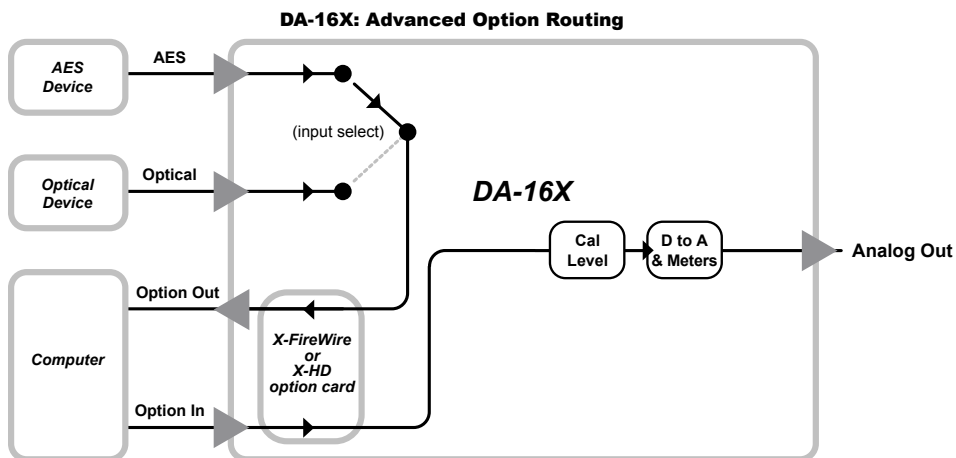 DA-16X: Advanced Option Routing
AES
Device
AES
(input select)
Optical
Device
Optical
DA-16X
Cal
Level
D to A
& Meters
Analog Out
Computer
Option Out
X-FireWire
or
X-HD
option card
Option In